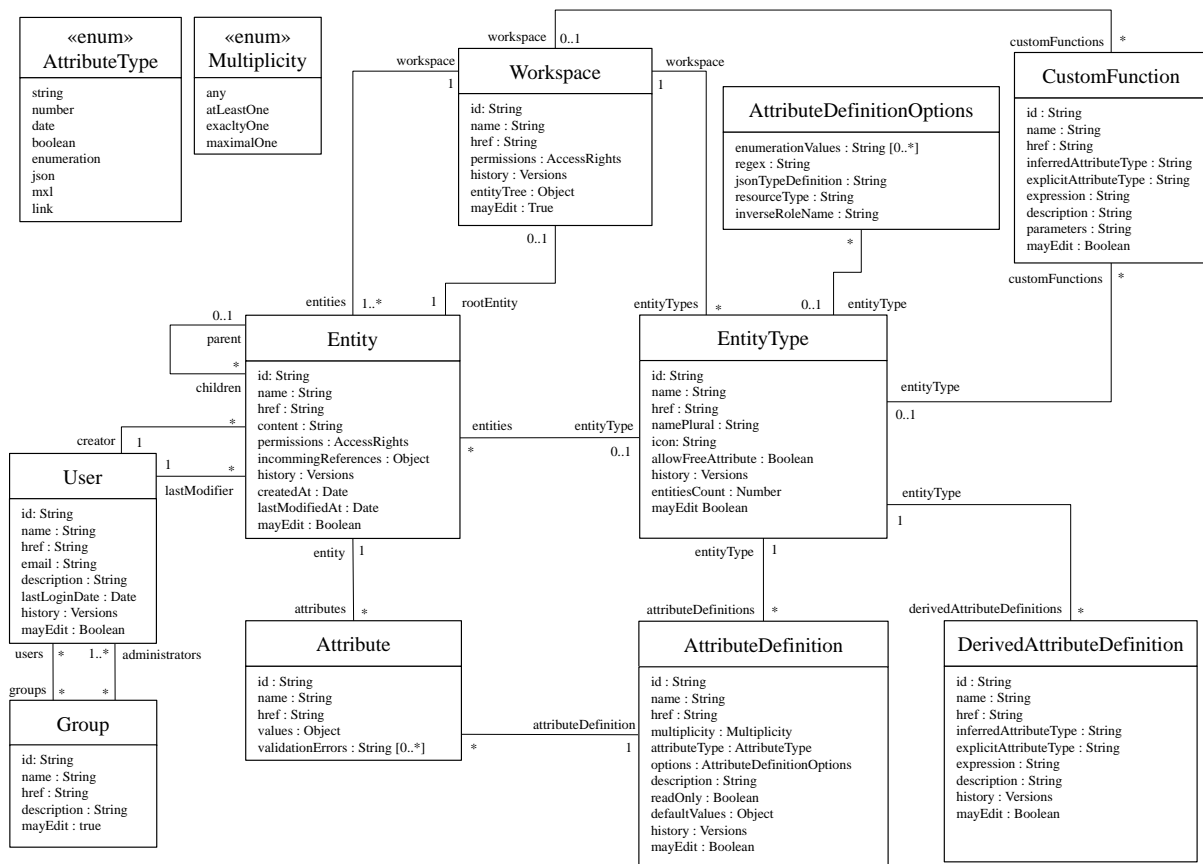 «enum»
AttributeType
string
number
date
boolean
enumeration
json
mxl
link
«enum»
Multiplicity
any
atLeastOne
exacltyOne
maximalOne
workspace
0..1
customFunctions
*
workspace
1
workspace
1
Workspace
id: String
name : String
href : String
permissions : AccessRights
history : Versions
entityTree : Object
mayEdit : True
0..1
AttributeDefinitionOptions
enumerationValues : String [0..*]
regex : String
jsonTypeDefinition : String
resourceType : String
inverseRoleName : String
*
CustomFunction
id : String
name : String
href : String
inferredAttributeType : String
explicitAttributeType : String
expression : String
description : String
parameters : String
mayEdit : Boolean
customFunctions
*
entities
1..*
1
rootEntity
entityTypes
*
0..1
entityType
0..1
parent
*
children
Entity
id: String
name : String
href : String
content : String
permissions : AccessRights
incommingReferences : Object
history : Versions
createdAt : Date
lastModifiedAt : Date
mayEdit : Boolean
entities
*
entityType
0..1
EntityType
id: String
name : String
href : String
namePlural : String
icon: String
allowFreeAttribute : Boolean
history : Versions
entitiesCount : Number
mayEdit Boolean
entityType
0..1
entityType
1
creator
1
*
1
lastModifier
*
User
id: String
name : String
href : String
email : String
description : String
lastLoginDate : Date
history : Versions
mayEdit : Boolean
entity
1
attributes
*
entityType
1
attributeDefinitions
*
derivedAttributeDefinitions
*
users
*
1..*
administrators
groups
*
*
Group
id: String
name : String
href : String
description : String
mayEdit : true
Attribute
id : String
name : String
href : String
values : Object
validationErrors : String [0..*]
*
attributeDefinition
1
AttributeDefinition
id : String
name : String
href : String
multiplicity : Multiplicity
attributeType : AttributeType
options : AttributeDefinitionOptions
description : String
readOnly : Boolean
defaultValues : Object
history : Versions
mayEdit : Boolean
DerivedAttributeDefinition
id : String
name : String
href : String
inferredAttributeType : String
explicitAttributeType : String
expression : String
description : String
history : Versions
mayEdit : Boolean